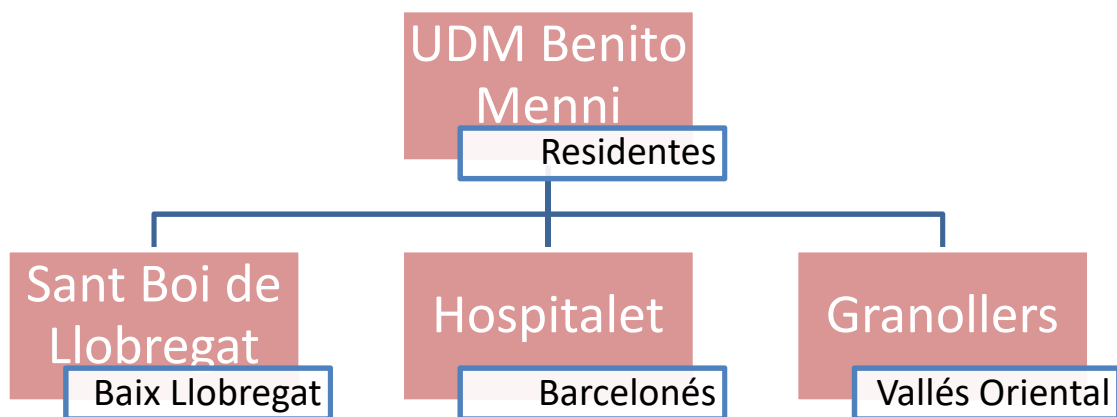 UDM Benito
Menni
Residentes
Sant Boi de
Llobregat
Baix Llobregat
Hospitalet
Barcelonés
Granollers
Vallés Oriental